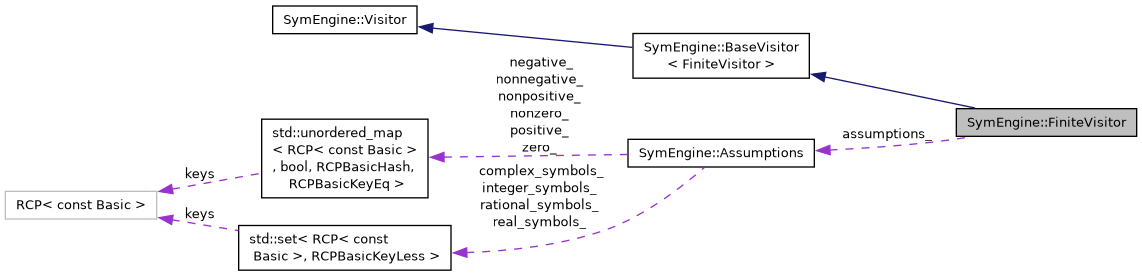 SymEngine::Visitor
SymEngine::BaseVisitor
< FiniteVisitor >
negative_
nonnegative_
nonpositive_
nonzero_
positive_
zero_
SymEngine::FiniteVisitor
assumptions_
std::unordered_map
< RCP< const Basic >
, bool, RCPBasicHash,
RCPBasicKeyEq >
SymEngine::Assumptions
keys
complex_symbols_
integer_symbols_
rational_symbols_
real_symbols_
RCP< const Basic >
keys
std::set< RCP< const
Basic >, RCPBasicKeyLess >